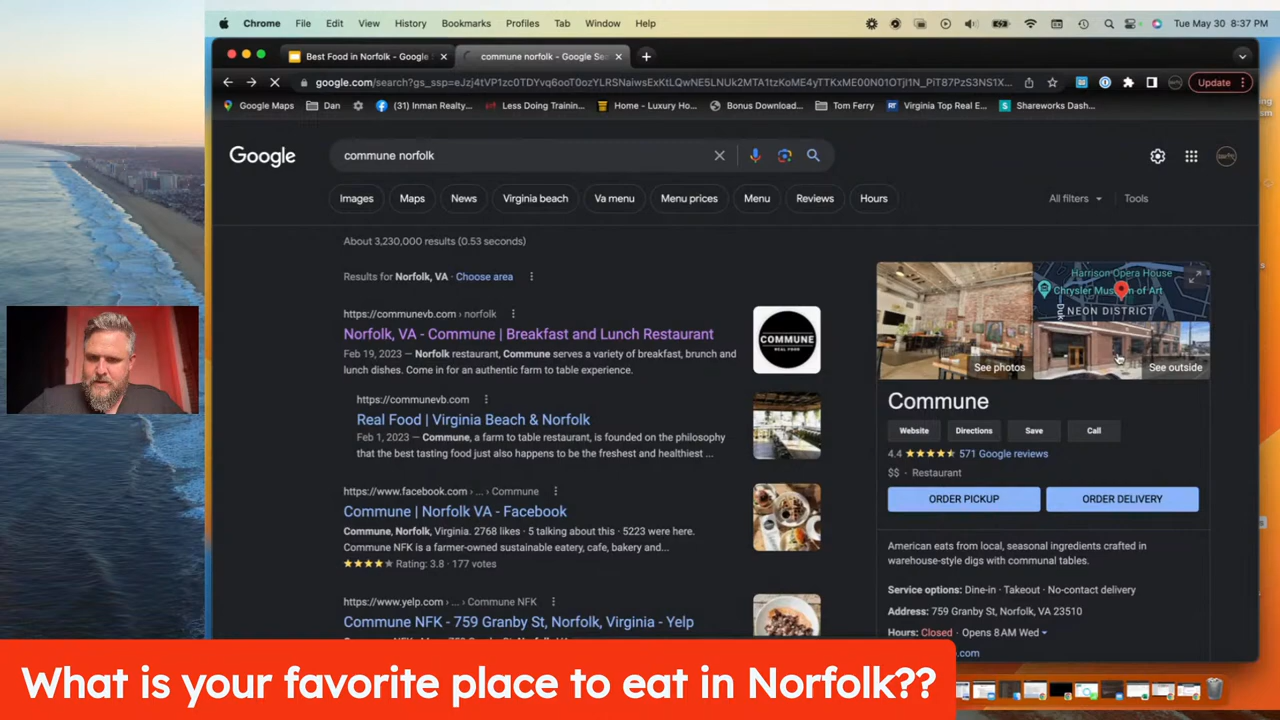 Chrome File Edit View History Bookmarks Profiles Tab Window Help Tue May 30 8:37 PM
Best Food in Norfolk - Google commune norfolk - Google Sea
google.com/search?gs_ssp= Update
Google Maps Dan (31) Inman Realty... Less Doing Training... Home - Luxury Ho... Bonus Download... Tom Ferry Virginia Top Real E... Shareworks Dash...
Google commune norfolk
Images Maps News Virginia beach Va menu Menu prices Menu Reviews Hours All filters Tools
About 3,230,000 results (0.53 seconds)
Results for Norfolk, VA · Choose area
https://communevb.com › norfolk
Norfolk, VA - Commune | Breakfast and Lunch Restaurant
Feb 19, 2023 — Norfolk restaurant, Commune serves a variety of breakfast, brunch and
lunch dishes. Come in for an authentic farm to table experience.
COMMUNE
REAL FOOD
https://communevb.com
Real Food | Virginia Beach & Norfolk
Feb 1, 2023 — Commune, a farm to table restaurant, is founded on the philosophy
that the best tasting food just also happens to be the freshest and healthiest ...
https://www.facebook.com › ... › Commune
Commune | Norfolk VA - Facebook
Commune, Norfolk, Virginia. 2768 likes · 5 talking about this · 5223 were here.
Commune NFK is a farmer-owned sustainable eatery, cafe, bakery and...
Rating: 3.8 · 177 votes
https://www.yelp.com › ... › Commune NFK
Commune NFK - 759 Granby St, Norfolk, Virginia - Yelp
Harrison Opera House
Chrysler Museum of Art
NEON DISTRICT
See photos See outside
Commune
Website Directions Save Call
4.4 571 Google reviews
$$ · Restaurant
ORDER PICKUP ORDER DELIVERY
American eats from local, seasonal ingredients crafted in
warehouse-style digs with communal tables.
Service options: Dine-in · Takeout · No-contact delivery
Address: 759 Granby St, Norfolk, VA 23510
Hours: Closed · Opens 8 AM Wed
What is your favorite place to eat in Norfolk??